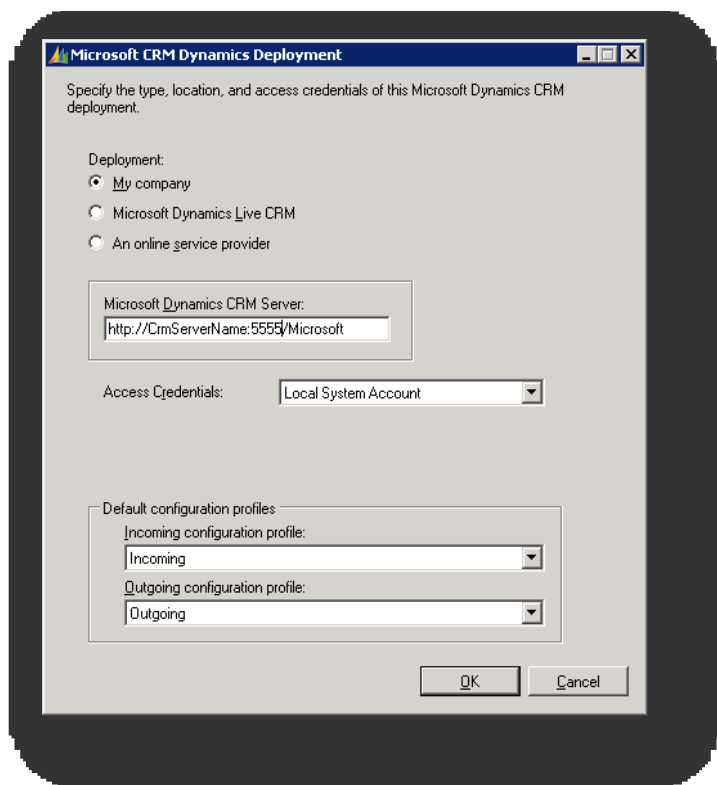 Microsoft CRM Dynamics Deployment
Specify the type, location, and access credentials of this Microsoft Dynamics CRM
deployment.
Deployment:
My company
Microsoft Dynamics Live CRM
An online service provider
Microsoft Dynamics CRM Server:
http://CrmServerName:5555/Microsoft
Access Credentials:
Local System Account
Default configuration profiles
Incoming configuration profile:
Incoming
Outgoing configuration profile:
Outgoing
OK
Cancel